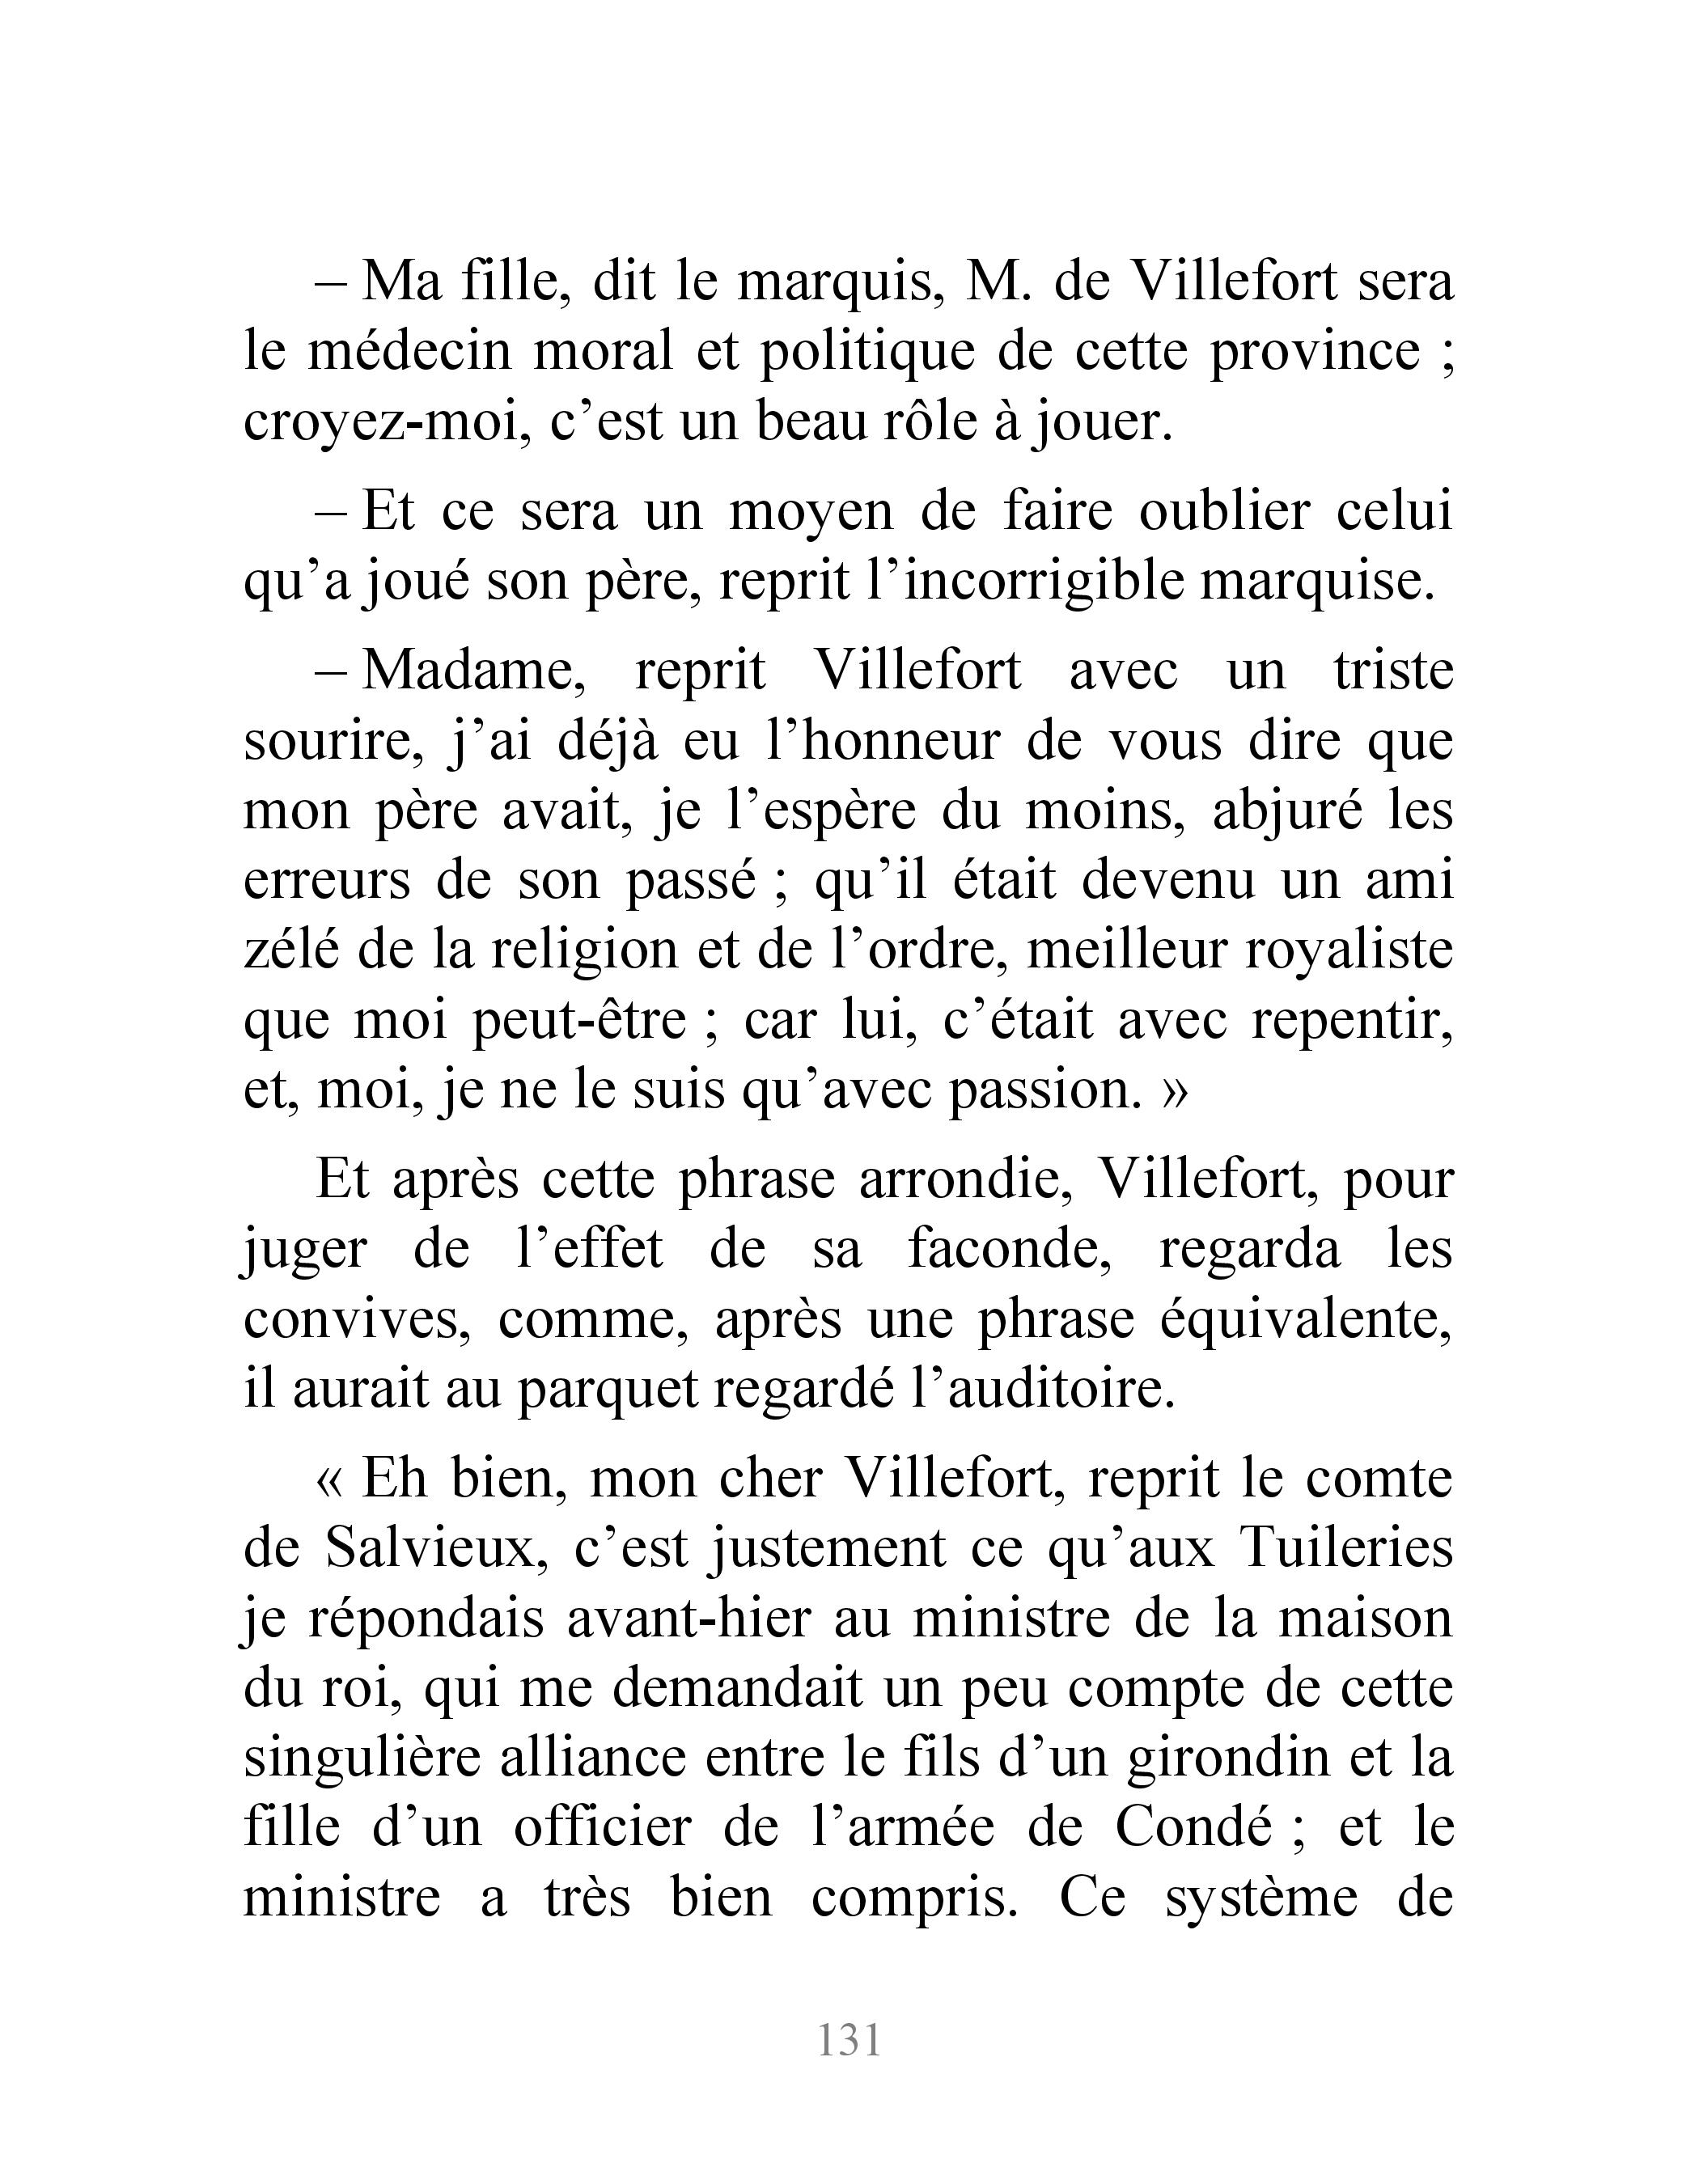 – Ma fille, dit le marquis, M. de Villefort sera
le médecin moral et politique de cette province ;
croyez-moi, c’est un beau rôle à jouer.
– Et ce sera un moyen de faire oublier celui
qu’a joué son père, reprit l’incorrigible marquise.
– Madame, reprit Villefort avec un triste
sourire, j’ai déjà eu l’honneur de vous dire que
mon père avait, je l’espère du moins, abjuré les
erreurs de son passé ; qu’il était devenu un ami
zélé de la religion et de l’ordre, meilleur royaliste
que moi peut-être ; car lui, c’était avec repentir,
et, moi, je ne le suis qu’avec passion. »
Et après cette phrase arrondie, Villefort, pour
juger de l’effet de sa faconde, regarda les
convives, comme, après une phrase équivalente,
il aurait au parquet regardé l’auditoire.
« Eh bien, mon cher Villefort, reprit le comte
de Salvieux, c’est justement ce qu’aux Tuileries
je répondais avant-hier au ministre de la maison
du roi, qui me demandait un peu compte de cette
singulière alliance entre le fils d’un girondin et la
fille d’un officier de l’armée de Condé ; et le
ministre a très bien compris. Ce système de
131